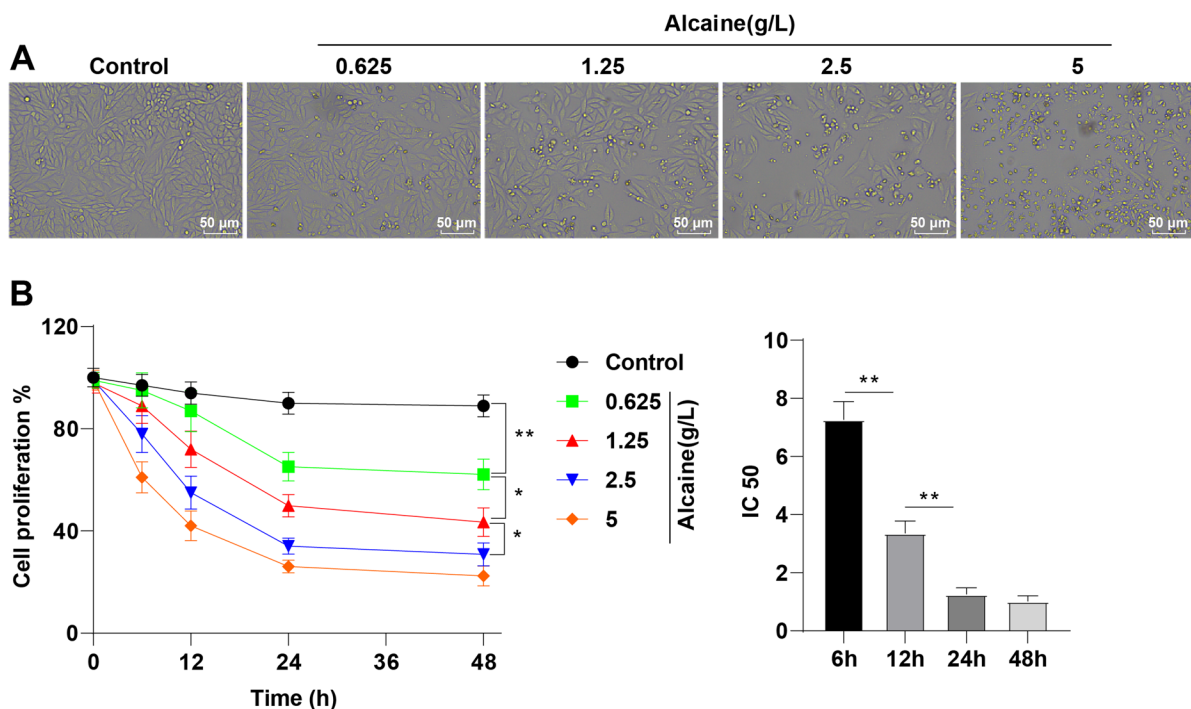 Alcaine(g/L)
A
Control 0.625 1.25 2.5 5
50 µm 50 µm 50 µm 50 µm 50 µm
B
Cell proliferation %
120
80
40
0
0 12 24 36 48
Time (h)
**
*
*
Control
0.625
1.25
2.5
5
Alcaine(g/L)
IC 50
10
8
6
4
2
0
**
**
6h 12h 24h 48h